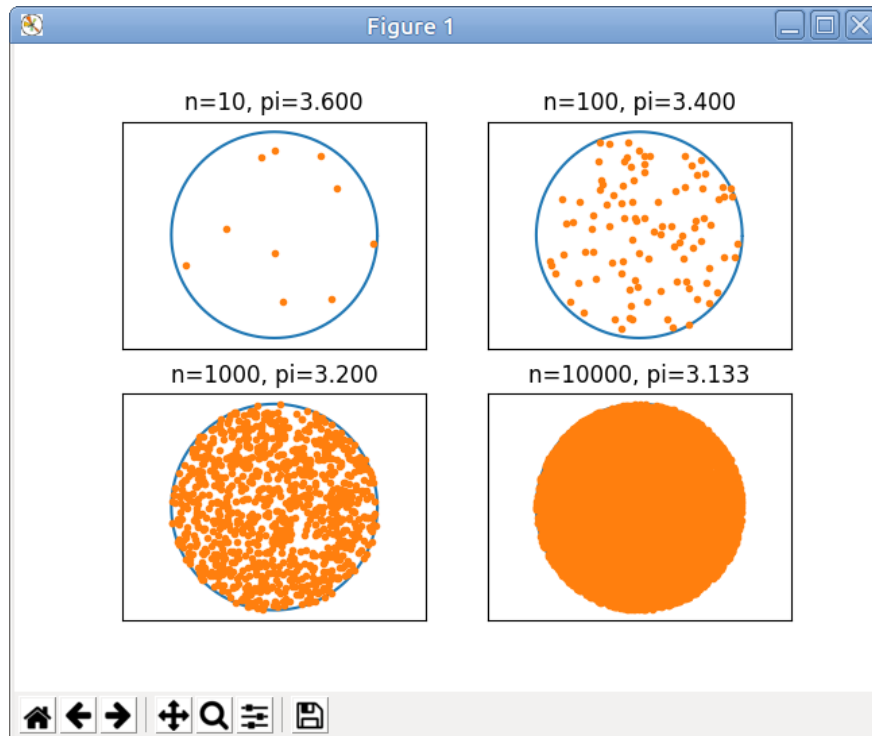 Figure 1
n=10, pi=3.600
n=100, pi=3.400
n=1000, pi=3.200
n=10000, pi=3.133